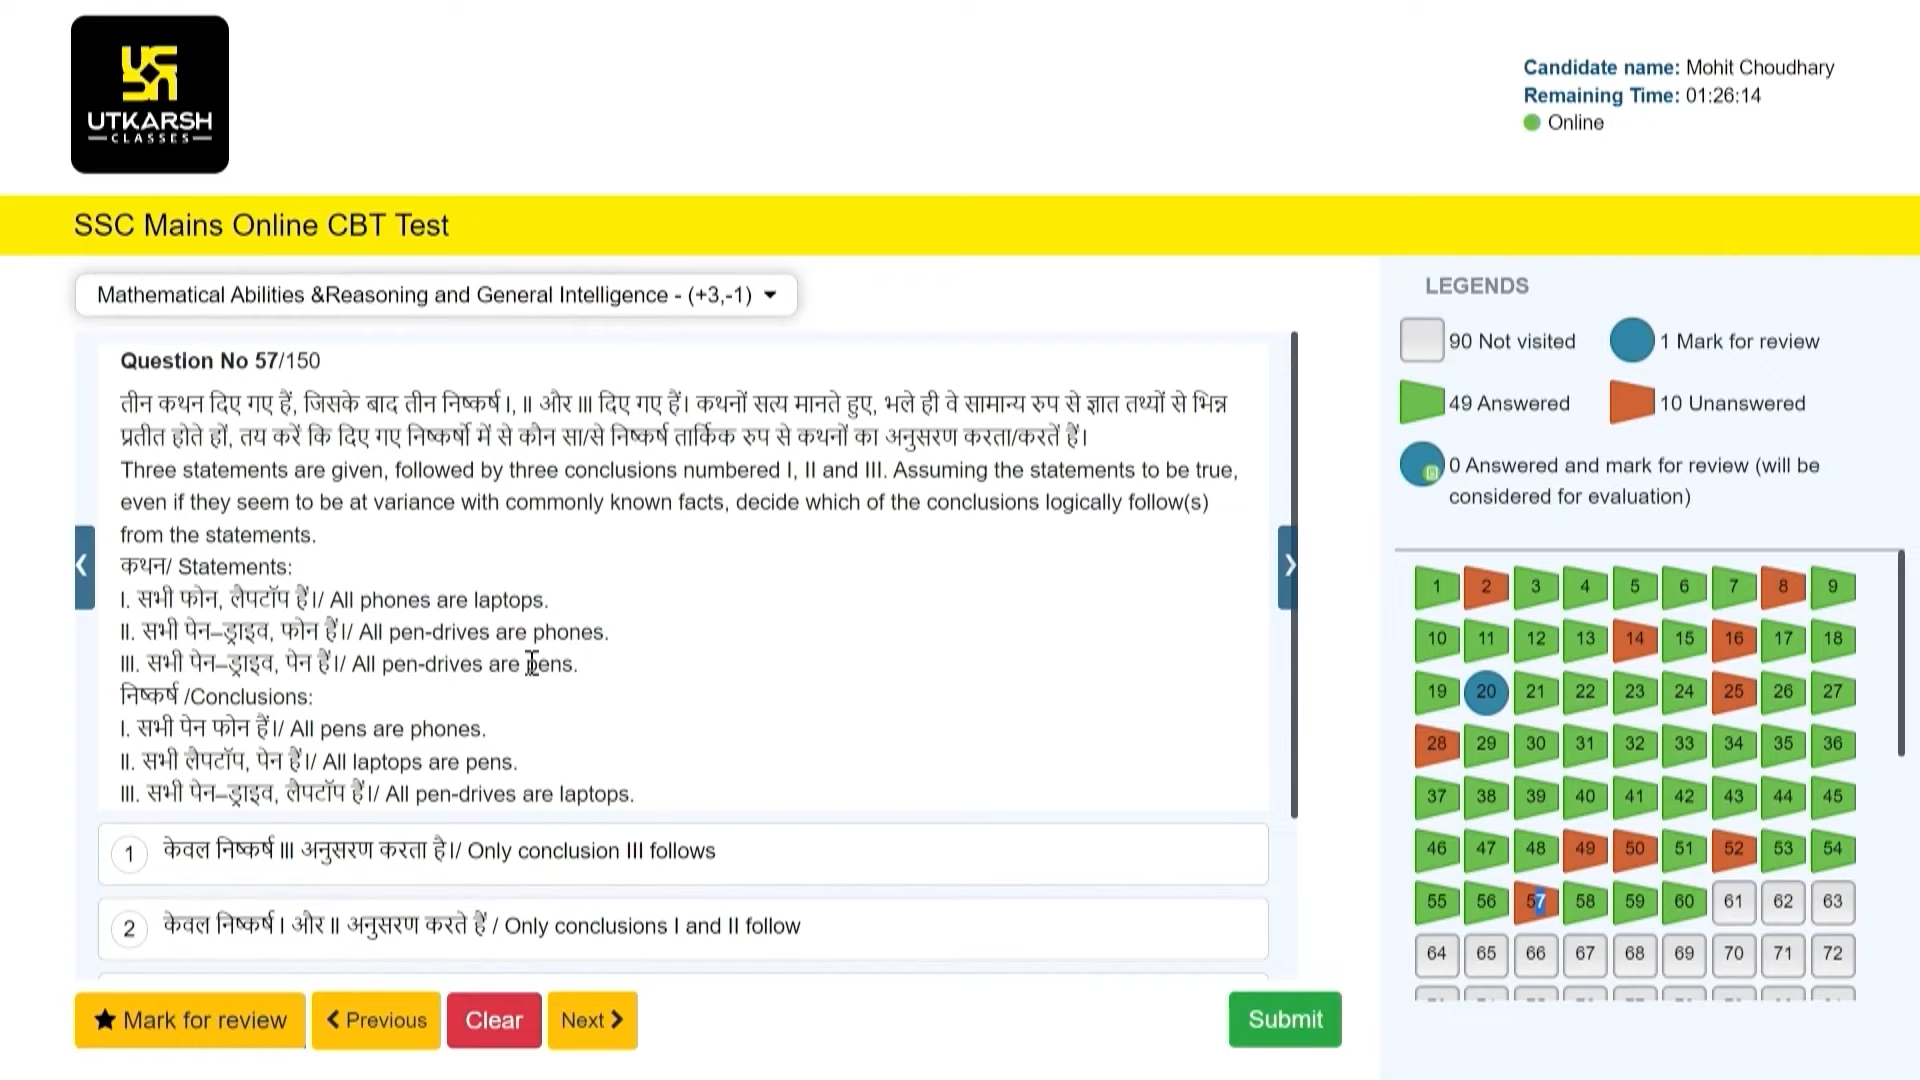 UTKARSH
CLASSES
Candidate name: Mohit Choudhary
Remaining Time: 01:26:14
Online
SSC Mains Online CBT Test
Mathematical Abilities &Reasoning and General Intelligence - (+3,-1)
Question No 57/150
तीन कथन दिए गए हैं, जिसके बाद तीन निष्कर्ष I, II और III दिए गए हैं। कथनों सत्य मानते हुए, भले ही वे सामान्य रुप से ज्ञात तथ्यों से भिन्न
प्रतीत होते हों, तय करें कि दिए गए निष्कर्षों में से कौन सा/से निष्कर्ष तार्किक रुप से कथनों का अनुसरण करता/करतें हैं।
Three statements are given, followed by three conclusions numbered I, II and III. Assuming the statements to be true,
even if they seem to be at variance with commonly known facts, decide which of the conclusions logically follow(s)
from the statements.
कथन/ Statements:
I. सभी फोन, लैपटॉप हैं।/ All phones are laptops.
II. सभी पेन–ड्राइव, फोन हैं।/ All pen-drives are phones.
III. सभी पेन–ड्राइव, पेन हैं।/ All pen-drives are pens.
निष्कर्ष /Conclusions:
I. सभी पेन फोन हैं।/ All pens are phones.
II. सभी लैपटॉप, पेन हैं।/ All laptops are pens.
III. सभी पेन–ड्राइव, लैपटॉप हैं।/ All pen-drives are laptops.
1 केवल निष्कर्ष III अनुसरण करता है।/ Only conclusion III follows
2 केवल निष्कर्ष I और II अनुसरण करते हैं / Only conclusions I and II follow
Mark for review
Previous
Clear
Next
Submit
LEGENDS
90 Not visited
1 Mark for review
49 Answered
10 Unanswered
0 Answered and mark for review (will be
considered for evaluation)
1 2 3 4 5 6 7 8 9
10 11 12 13 14 15 16 17 18
19 20 21 22 23 24 25 26 27
28 29 30 31 32 33 34 35 36
37 38 39 40 41 42 43 44 45
46 47 48 49 50 51 52 53 54
55 56 57 58 59 60 61 62 63
64 65 66 67 68 69 70 71 72